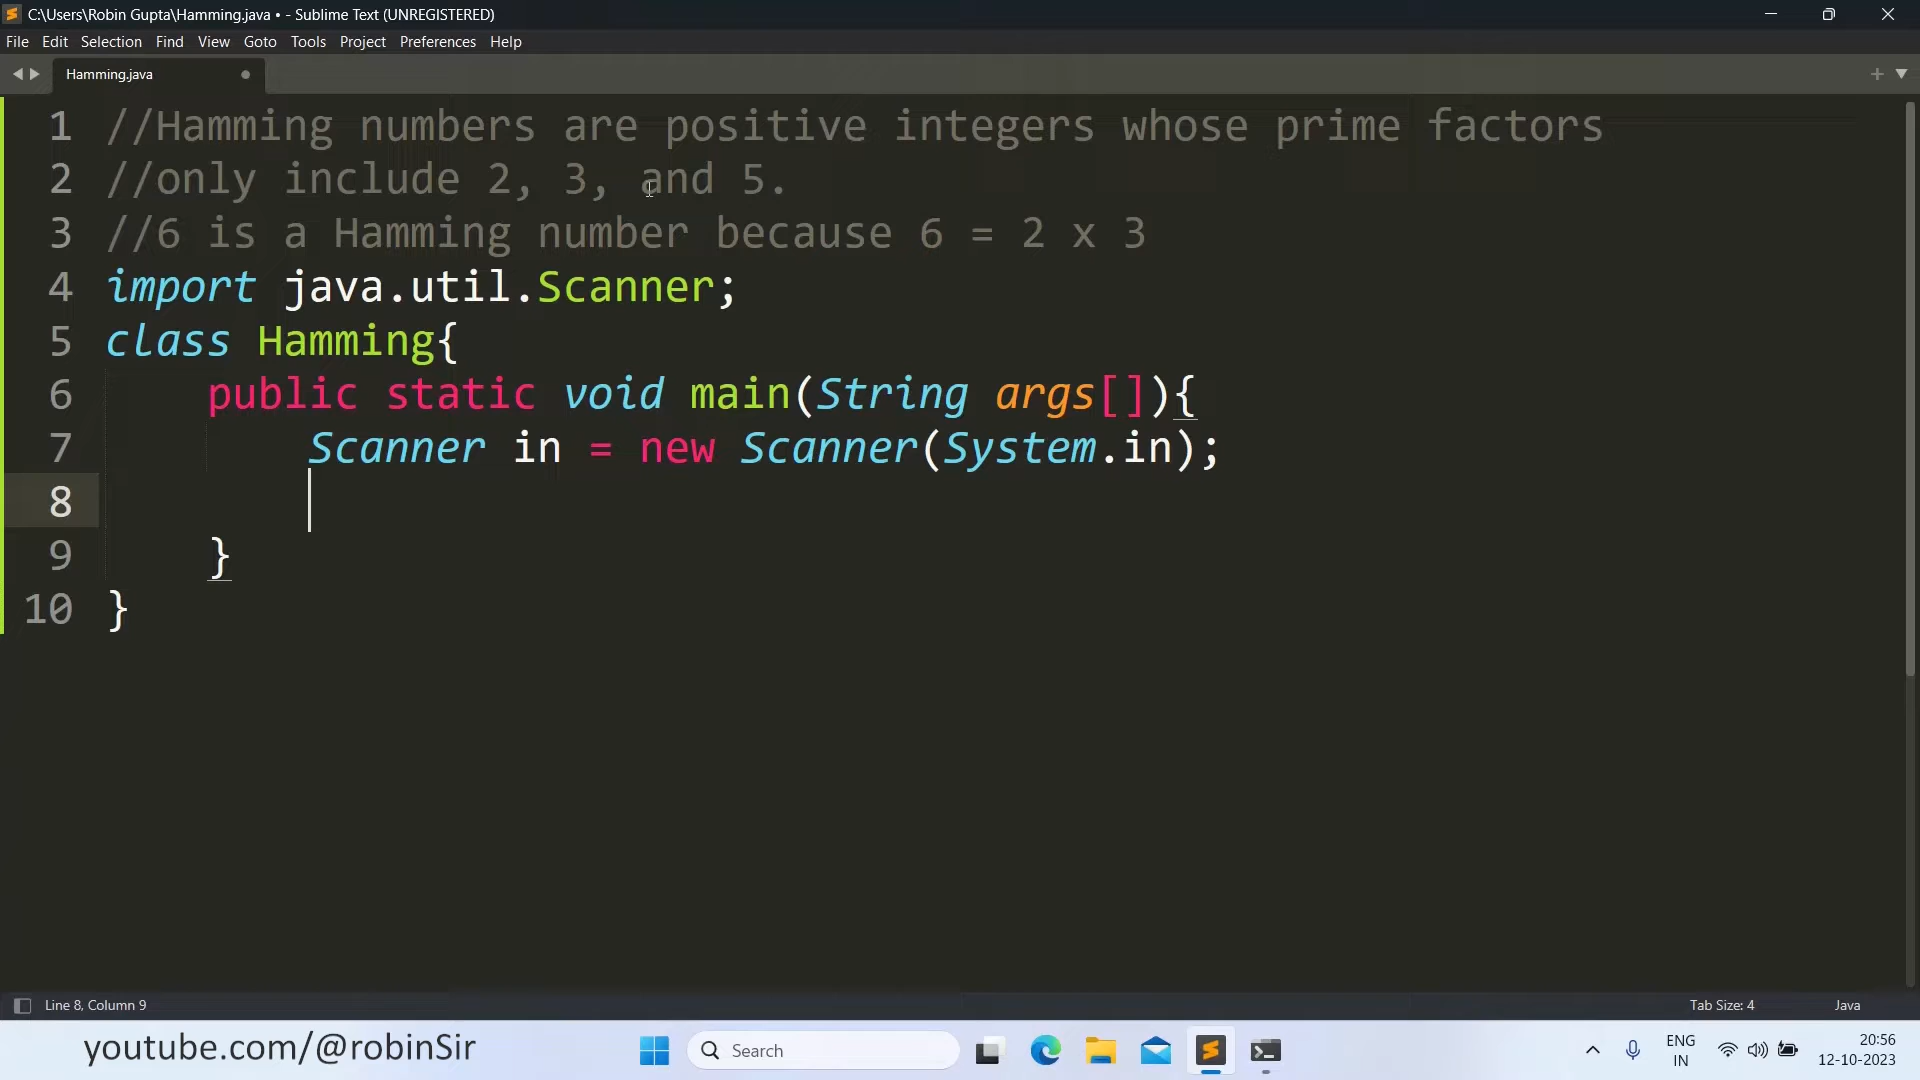 C:\Users\Robin Gupta\Hamming.java • - Sublime Text (UNREGISTERED)
File Edit Selection Find View Goto Tools Project Preferences Help
Hamming.java
1 //Hamming numbers are positive integers whose prime factors
2 //only include 2, 3, and 5.
3 //6 is a Hamming number because 6 = 2 x 3
4 import java.util.Scanner;
5 class Hamming{
6 public static void main(String args[]){
7 Scanner in = new Scanner(System.in);
8
9 }
10 }
Line 8, Column 9 Tab Size: 4 Java
youtube.com/@robinSir Search ENG IN 20:56 12-10-2023